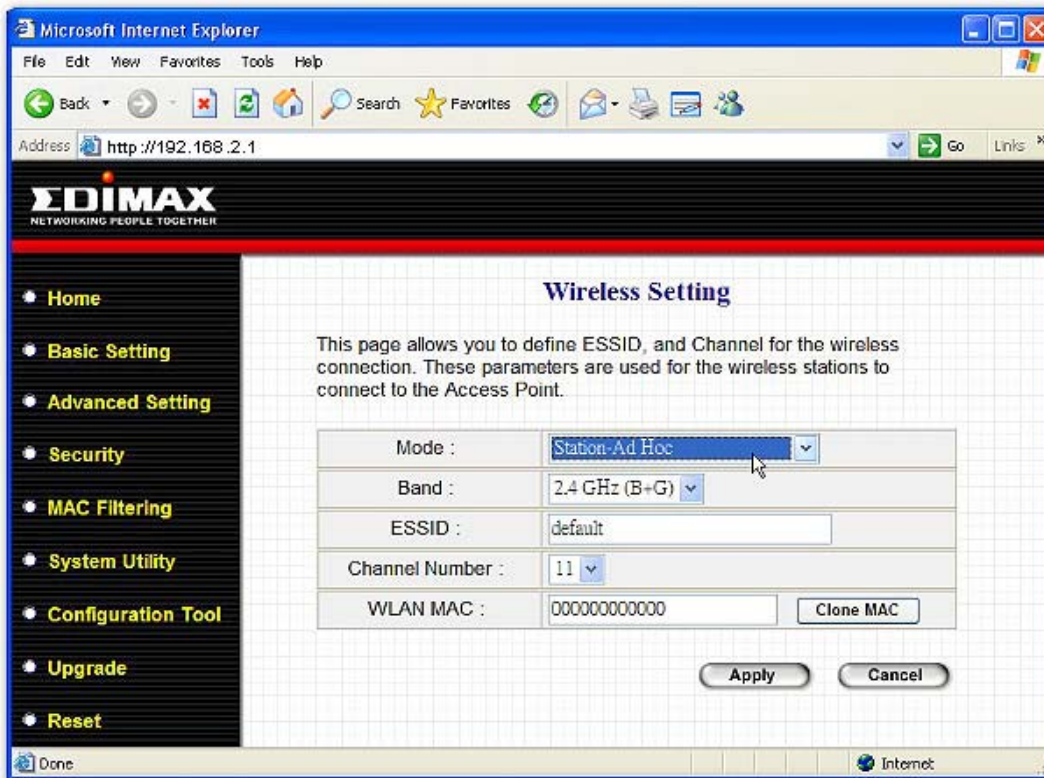 Microsoft Internet Explorer
File Edit View Favorites Tools Help
Back Search Favorites
Address http://192.168.2.1 Go Links »
EDIMAX
NETWORKING PEOPLE TOGETHER
Home
Basic Setting
Advanced Setting
Security
MAC Filtering
System Utility
Configuration Tool
Upgrade
Reset
Wireless Setting
This page allows you to define ESSID, and Channel for the wireless
connection. These parameters are used for the wireless stations to
connect to the Access Point.
Mode : Station-Ad Hoc
Band : 2.4 GHz (B+G)
ESSID : default
Channel Number : 11
WLAN MAC : 000000000000 Clone MAC
Apply Cancel
Done Internet